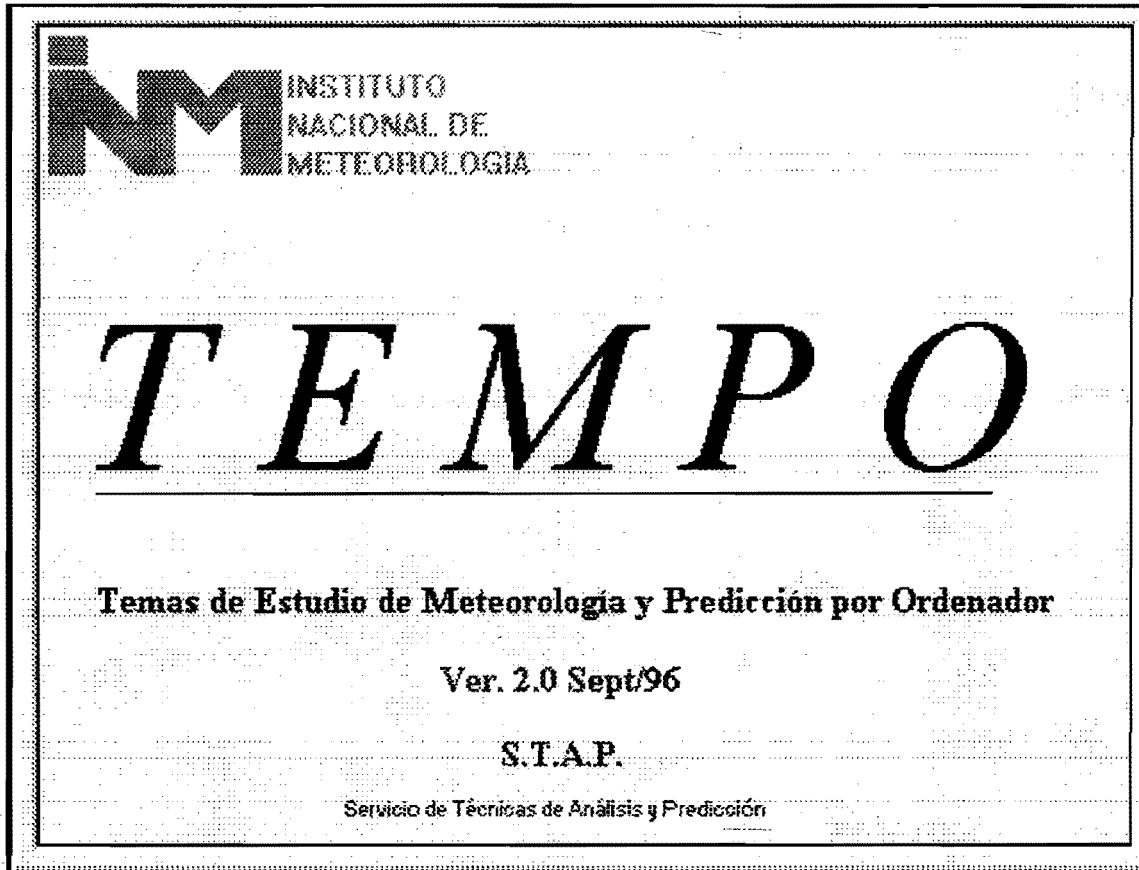 iNM
INSTITUTO
NACIONAL DE
METEOROLOGIA
TEMPO
Temas de Estudio de Meteorología y Predicción por Ordenador
Ver. 2.0 Sept/96
S.T.A.P.
Servicio de Técnicas de Análisis y Predicción